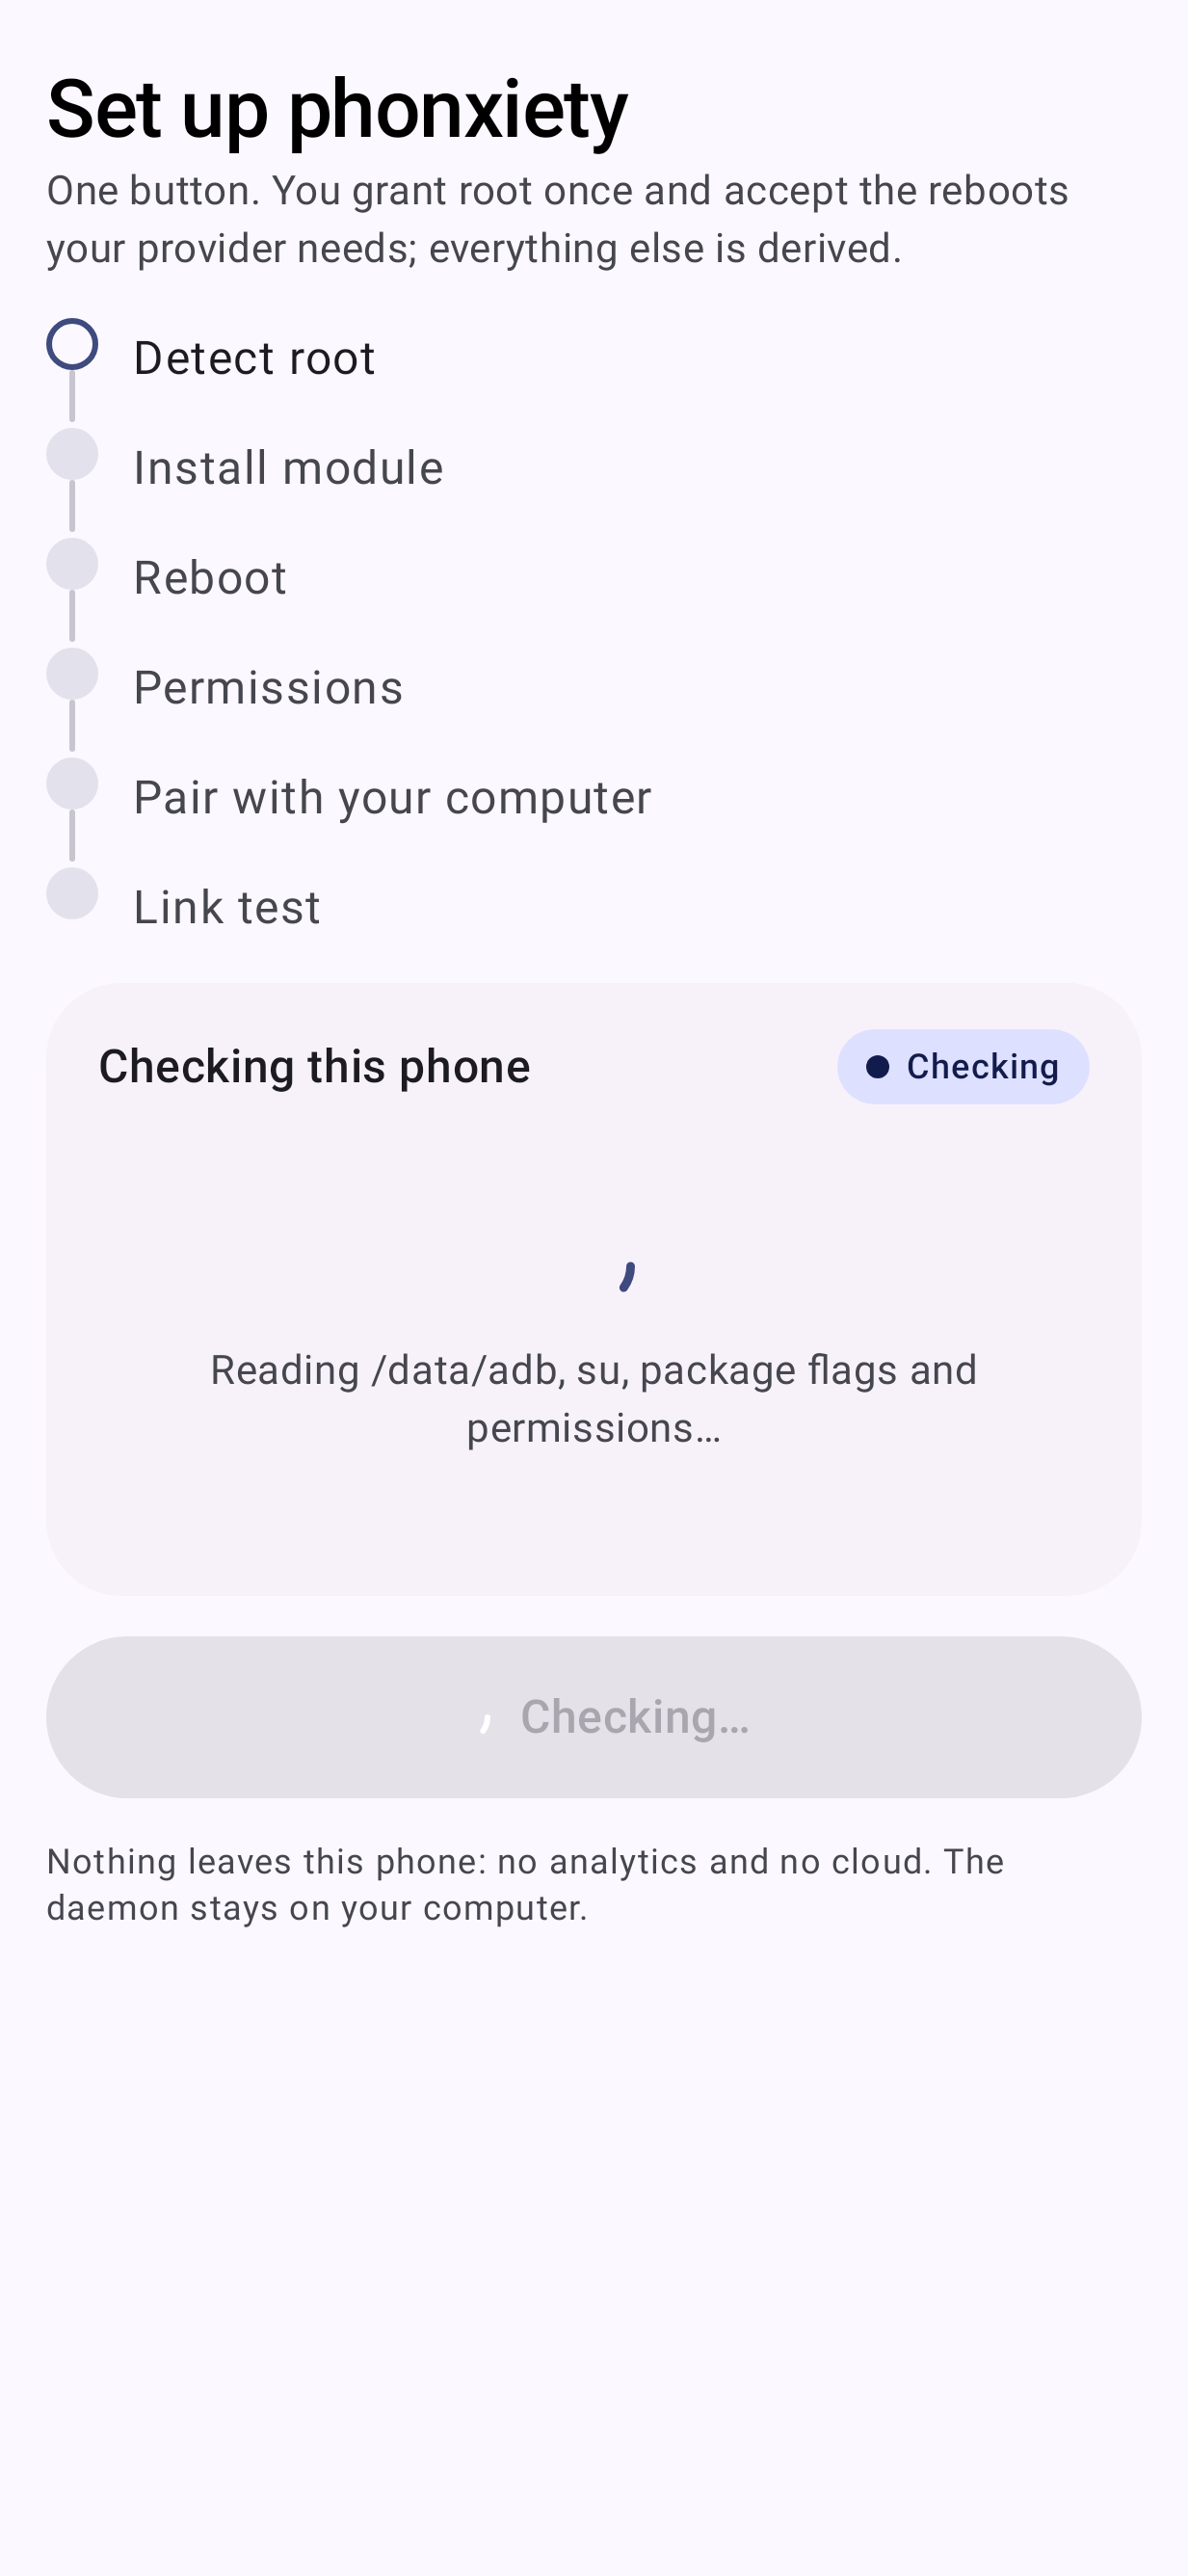 Set up phonxiety
One button. You grant root once and accept the reboots
your provider needs; everything else is derived.
Detect root
Install module
Reboot
Permissions
Pair with your computer
Link test
Checking this phone
Checking
Reading /data/adb, su, package flags and
permissions…
Checking…
Nothing leaves this phone: no analytics and no cloud. The
daemon stays on your computer.